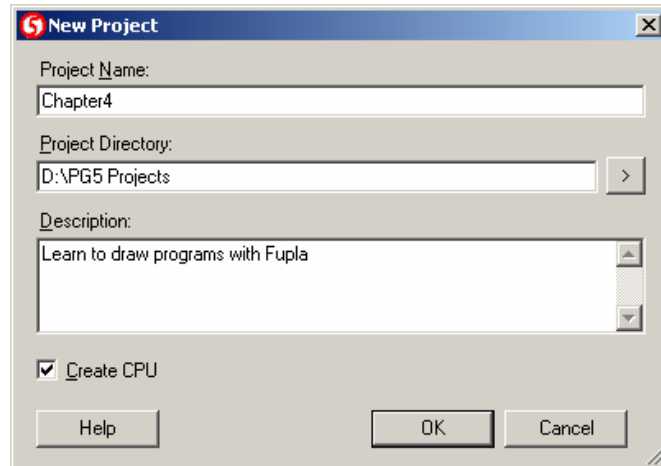 New Project
Project Name:
Chapter4
Project Directory:
D:\PG5 Projects
>
Description:
Learn to draw programs with Fupla
Create CPU
Help OK Cancel